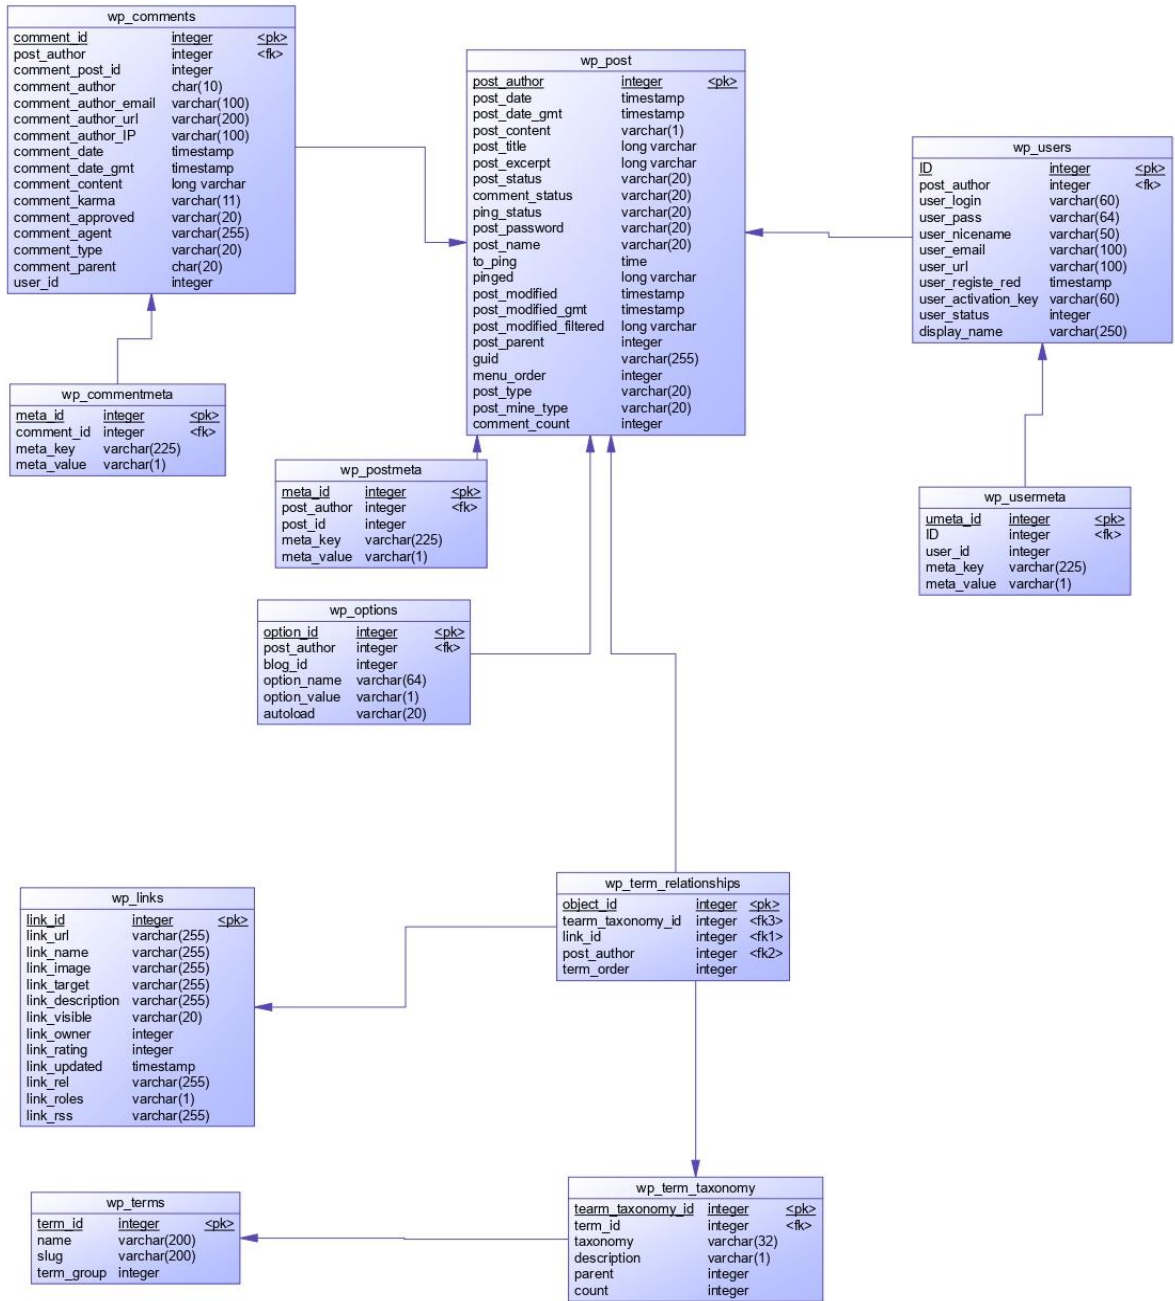 wp_comments
comment_id integer <pk>
post_author integer <fk>
comment_post_id integer
comment_author char(10)
comment_author_email varchar(100)
comment_author_url varchar(200)
comment_author_IP varchar(100)
comment_date timestamp
comment_date_gmt timestamp
comment_content long varchar
comment_karma varchar(11)
comment_approved varchar(20)
comment_agent varchar(255)
comment_type varchar(20)
comment_parent char(20)
user_id integer
wp_post
post_author integer <pk>
post_date timestamp
post_date_gmt timestamp
post_content varchar(1)
post_title long varchar
post_excerpt long varchar
post_status varchar(20)
comment_status varchar(20)
ping_status varchar(20)
post_password varchar(20)
post_name varchar(20)
to_ping time
pinged long varchar
post_modified timestamp
post_modified_gmt timestamp
post_modified_filtered long varchar
post_parent integer
guid varchar(255)
menu_order integer
post_type varchar(20)
post_mine_type varchar(20)
comment_count integer
wp_users
ID integer <pk>
post_author integer <fk>
user_login varchar(60)
user_pass varchar(64)
user_nicename varchar(50)
user_email varchar(100)
user_url varchar(100)
user_registe_red timestamp
user_activation_key varchar(60)
user_status integer
display_name varchar(250)
wp_commentmeta
meta_id integer <pk>
comment_id integer <fk>
meta_key varchar(225)
meta_value varchar(1)
wp_postmeta
meta_id integer <pk>
post_author integer <fk>
post_id integer
meta_key varchar(225)
meta_value varchar(1)
wp_usermeta
umeta_id integer <pk>
ID integer <fk>
user_id integer
meta_key varchar(225)
meta_value varchar(1)
wp_options
option_id integer <pk>
post_author integer <fk>
blog_id integer
option_name varchar(64)
option_value varchar(1)
autoload varchar(20)
wp_links
link_id integer <pk>
link_url varchar(255)
link_name varchar(255)
link_image varchar(255)
link_target varchar(255)
link_description varchar(255)
link_visible varchar(20)
link_owner integer
link_rating integer
link_updated timestamp
link_rel varchar(255)
link_roles varchar(1)
link_rss varchar(255)
wp_term_relationships
object_id integer <pk>
tearm_taxonomy_id integer <fk3>
link_id integer <fk1>
post_author integer <fk2>
term_order integer
wp_terms
term_id integer <pk>
name varchar(200)
slug varchar(200)
term_group integer
wp_term_taxonomy
tearm_taxonomy_id integer <pk>
term_id integer <fk>
taxonomy varchar(32)
description varchar(1)
parent integer
count integer